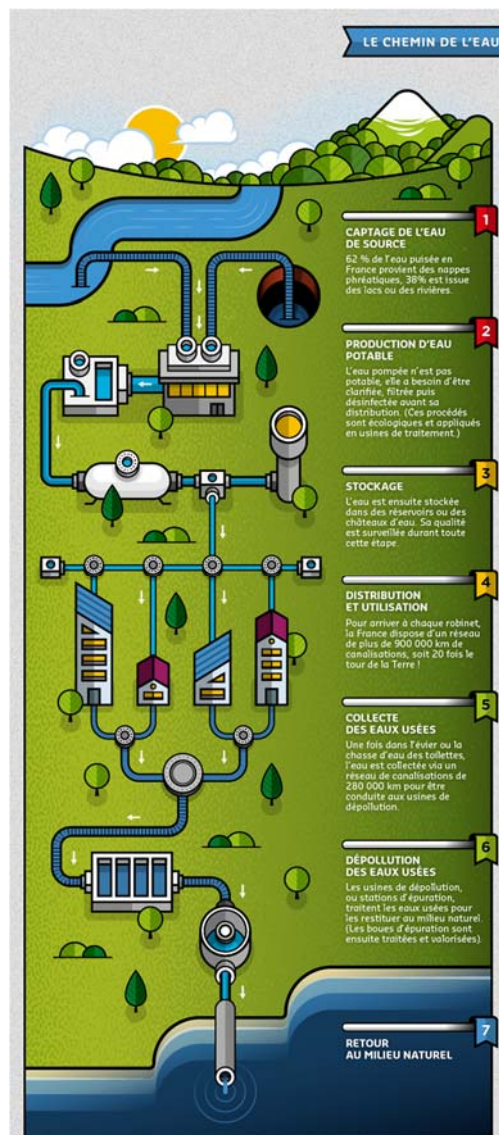 LE CHEMIN DE L'EAU
1
CAPTAGE DE L'EAU
DE SOURCE
62 % de l'eau puisée en
France provient des nappes
phréatiques, 38% est issue
des lacs ou des rivières.
2
PRODUCTION D'EAU
POTABLE
L'eau pompée n'est pas
potable, elle a besoin d'être
clarifiée, filtrée puis
désinfectée avant sa
distribution. (Ces procédés
sont écologiques et appliqués
en usines de traitement.)
3
STOCKAGE
L'eau est ensuite stockée
dans des réservoirs ou des
châteaux d'eau. Sa qualité
est surveillée durant toute
cette étape.
4
DISTRIBUTION
ET UTILISATION
Pour arriver à chaque robinet,
la France dispose d'un réseau
de plus de 900 000 km de
canalisations, soit 20 fois le
tour de la Terre !
5
COLLECTE
DES EAUX USÉES
Une fois dans l'évier ou la
chasse d'eau des toilettes,
l'eau est collectée via un
réseau de canalisations de
280 000 km pour être
conduite aux usines de
dépollution.
6
DÉPOLLUTION
DES EAUX USÉES
Les usines de dépollution,
ou stations d'épuration,
traitent les eaux usées pour
les restituer au milieu naturel.
(Les boues d'épuration sont
ensuite traitées et valorisées).
7
RETOUR
AU MILIEU NATUREL